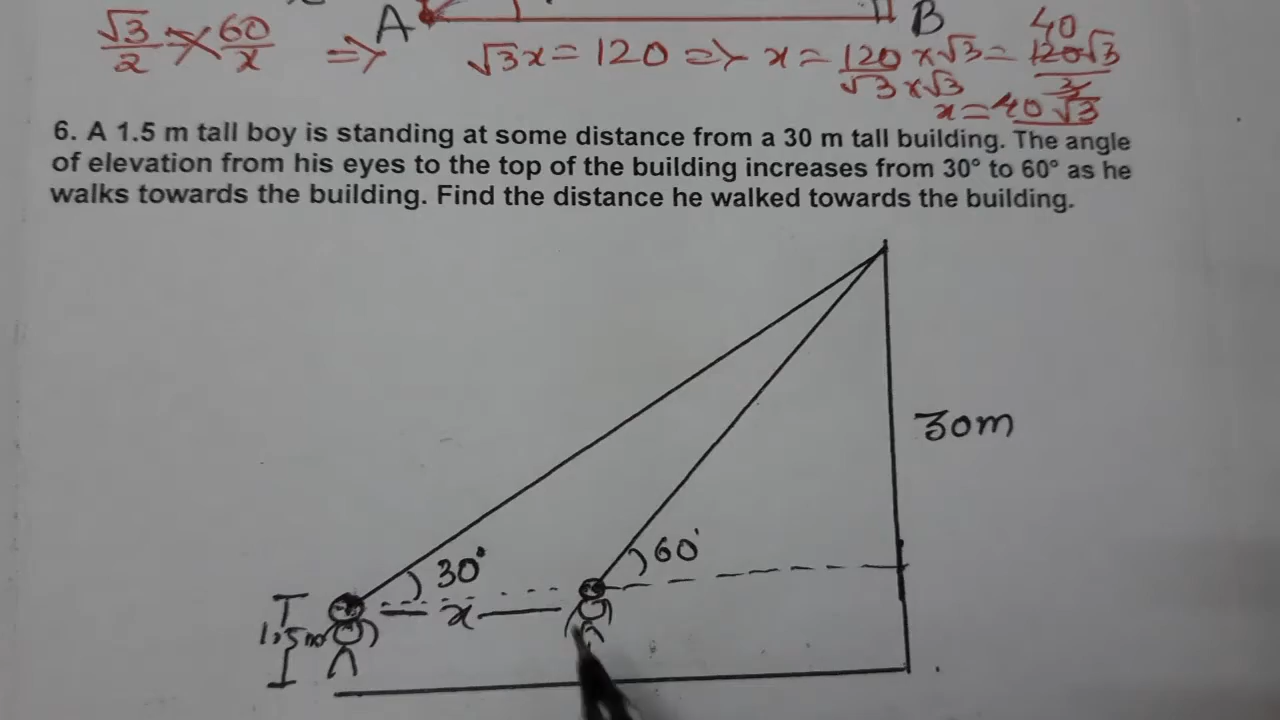 √3/2 = 60/x ⇒ A B
√3x = 120 ⇒ x = 120 × √3 / √3 × √3 = 40 120√3 / 3
x = 40√3
6. A 1.5 m tall boy is standing at some distance from a 30 m tall building. The angle
of elevation from his eyes to the top of the building increases from 30° to 60° as he
walks towards the building. Find the distance he walked towards the building.
30m
60°
30°
x
1.5m